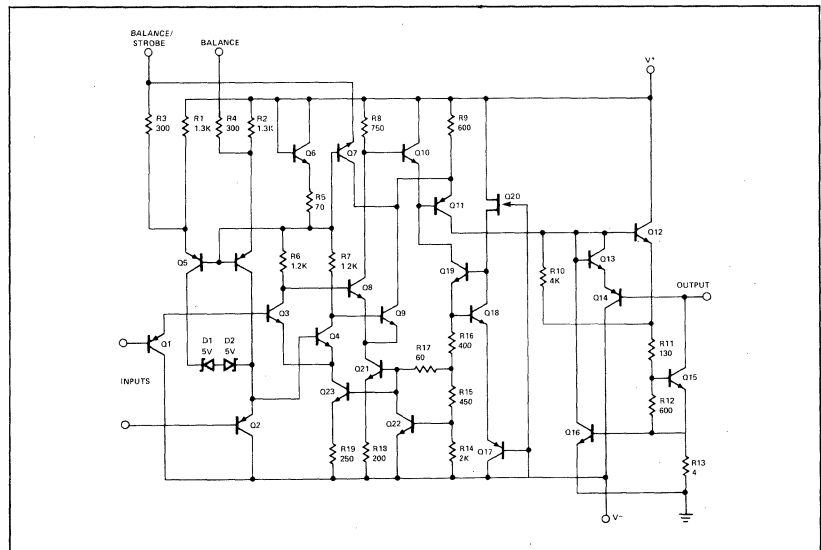 BALANCE/
STROBE
BALANCE
V+
R3
300
R1
1.3K
R4
300
R2
1.3K
Q6
Q7
R8
750
Q10
R9
600
R5
70
Q11
Q20
Q12
Q5
R6
1.2K
R7
1.2K
Q8
Q19
R10
4K
Q13
Q14
OUTPUT
Q3
Q9
Q18
Q1
D1
5V
D2
5V
Q4
R17
60
R16
400
R11
130
INPUTS
Q21
Q15
Q23
R15
450
R12
600
Q2
Q22
Q16
R19
250
R18
200
R14
2K
Q17
R13
4
V-